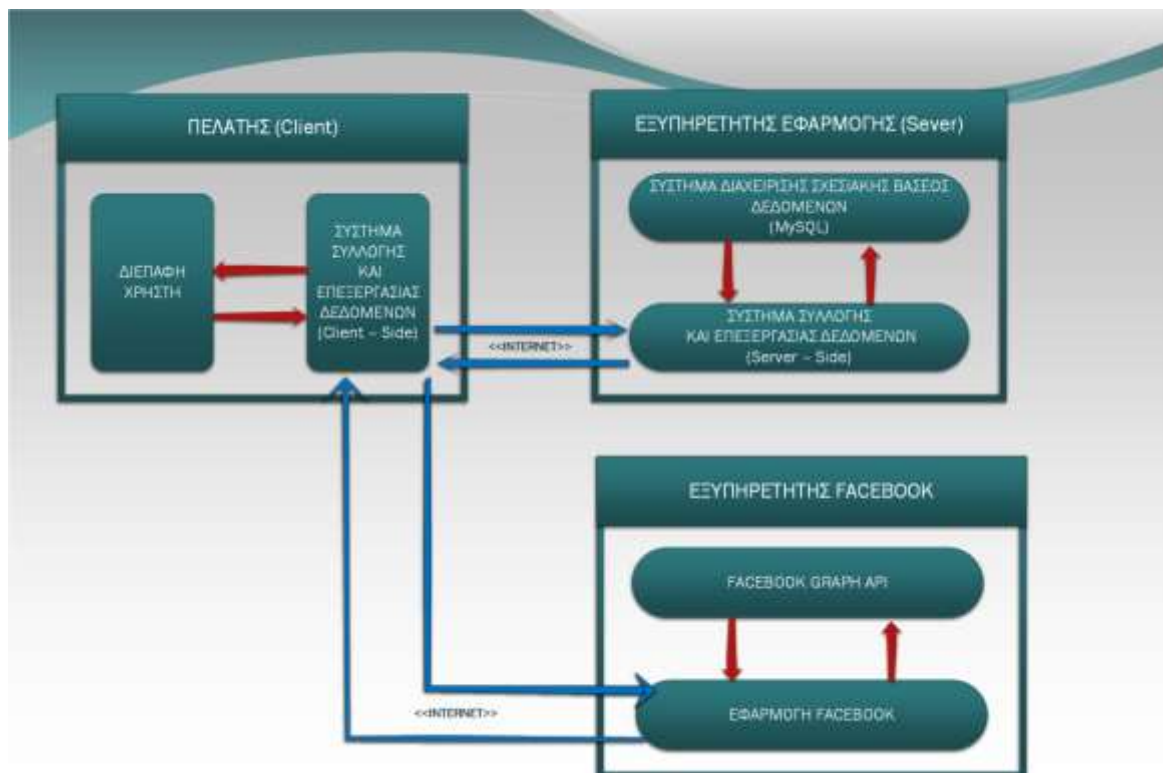 ΠΕΛΑΤΗΣ (Client)
ΔΙΕΠΑΦΗ
ΧΡΗΣΤΗ
ΣΥΣΤΗΜΑ
ΣΥΛΛΟΓΗΣ
ΚΑΙ
ΕΠΕΞΕΡΓΑΣΙΑΣ
ΔΕΔΟΜΕΝΩΝ
(Client – Side)
<<INTERNET>>
ΕΞΥΠΗΡΕΤΗΤΗΣ ΕΦΑΡΜΟΓΗΣ (Sever)
ΣΥΣΤΗΜΑ ΔΙΑΧΕΙΡΙΣΗΣ ΣΧΕΣΙΑΚΗΣ ΒΑΣΕΟΣ
ΔΕΔΟΜΕΝΩΝ
(MySQL)
ΣΥΣΤΗΜΑ ΣΥΛΛΟΓΗΣ
ΚΑΙ ΕΠΕΞΕΡΓΑΣΙΑΣ ΔΕΔΟΜΕΝΩΝ
(Server – Side)
ΕΞΥΠΗΡΕΤΗΤΗΣ FACEBOOK
FACEBOOK GRAPH API
ΕΦΑΡΜΟΓΗ FACEBOOK
<<INTERNET>>